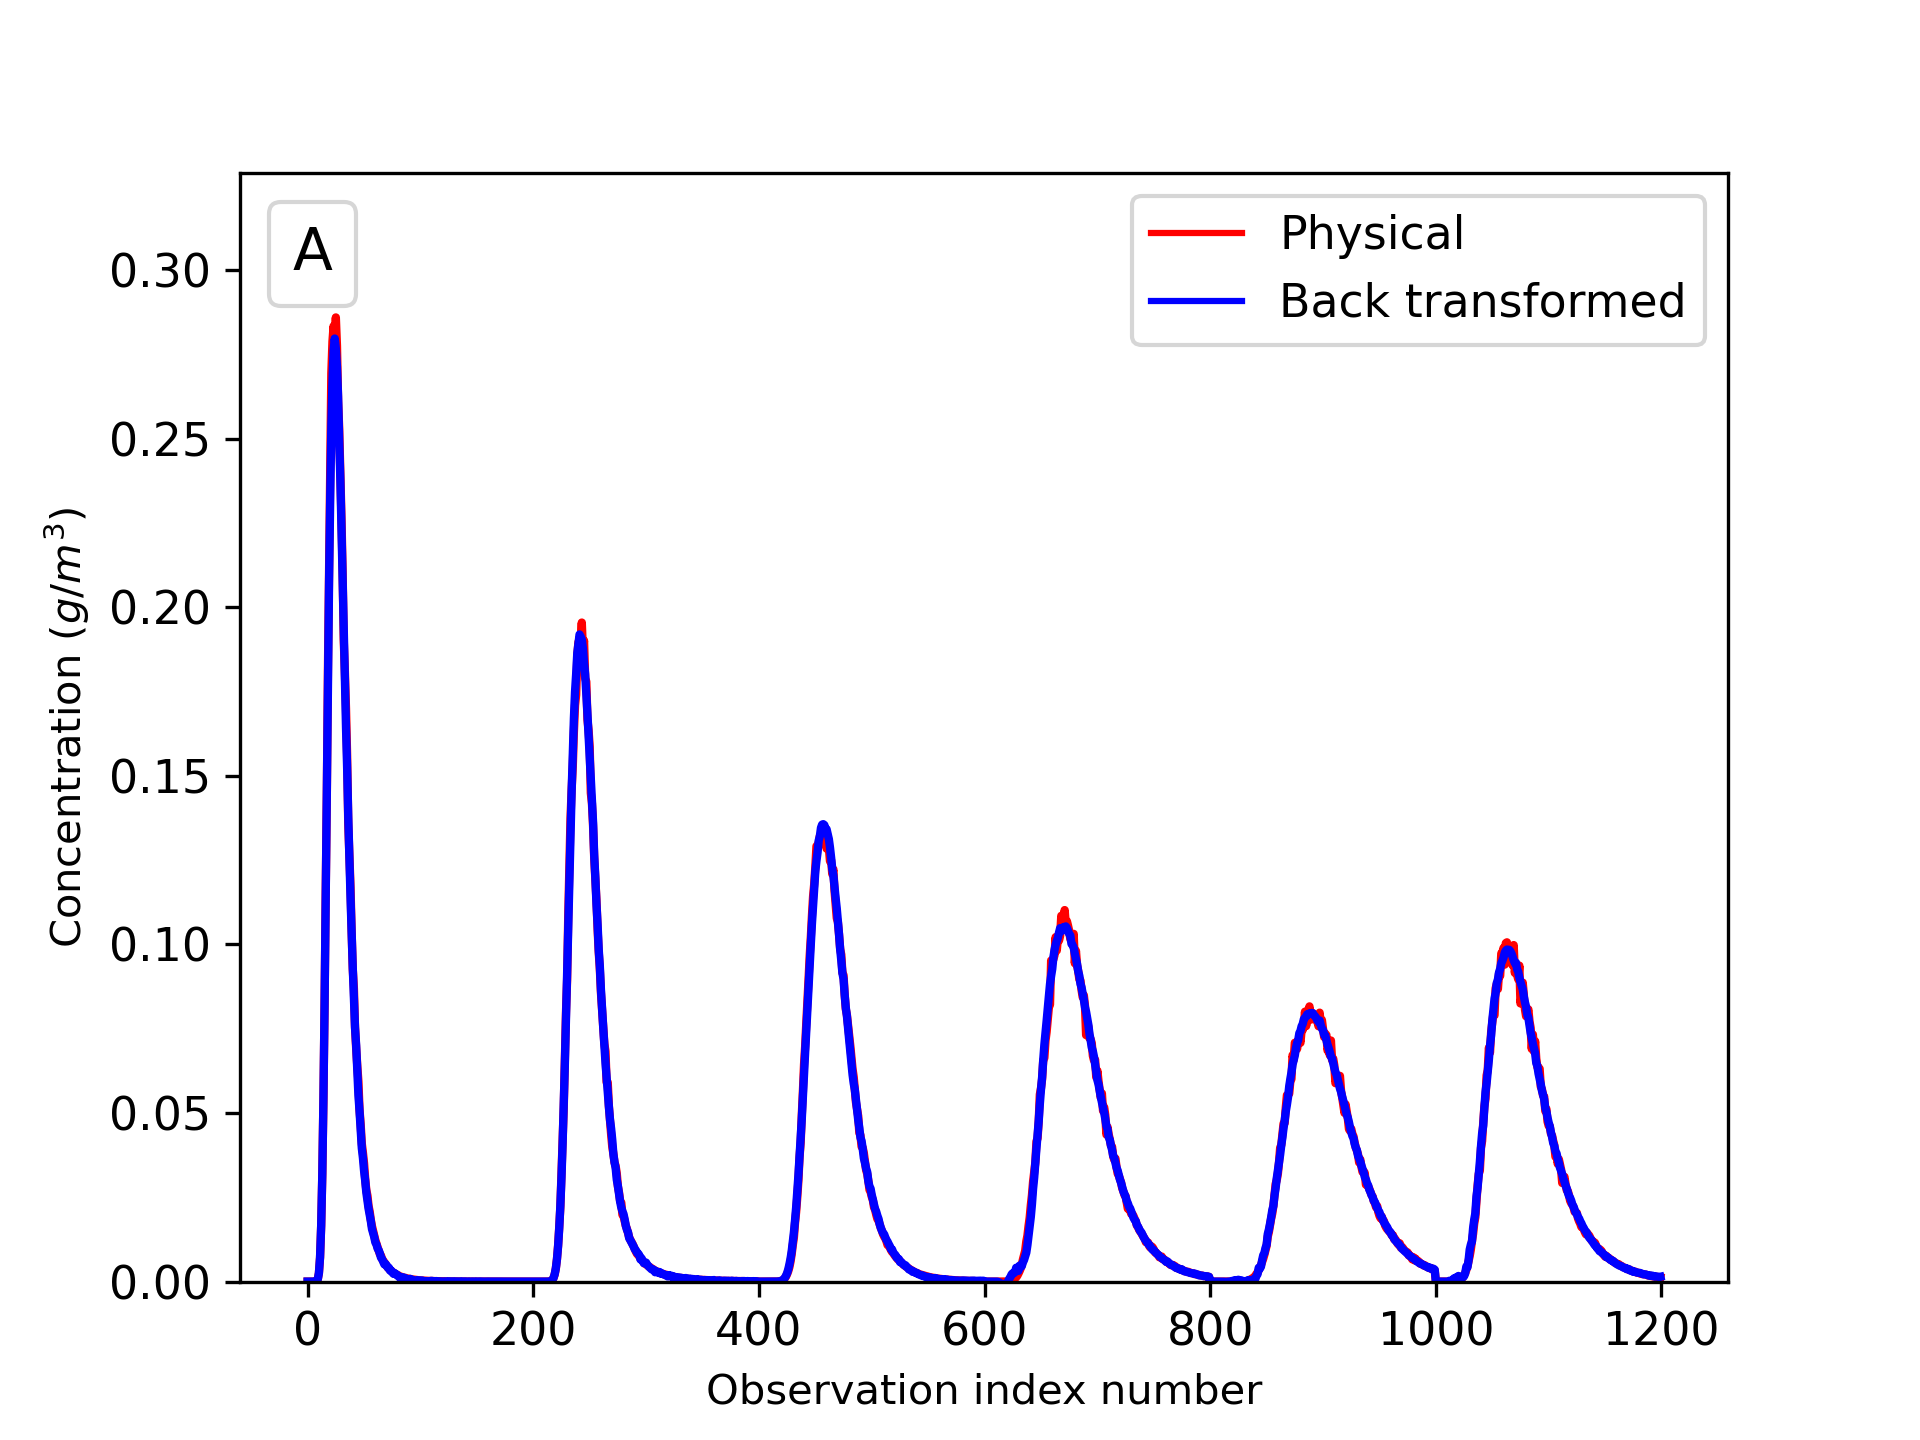 A
Physical
Back transformed
0.30
0.25
0.20
0.15
0.10
0.05
0.00
Concentration (g/m³)
0 200 400 600 800 1000 1200
Observation index number